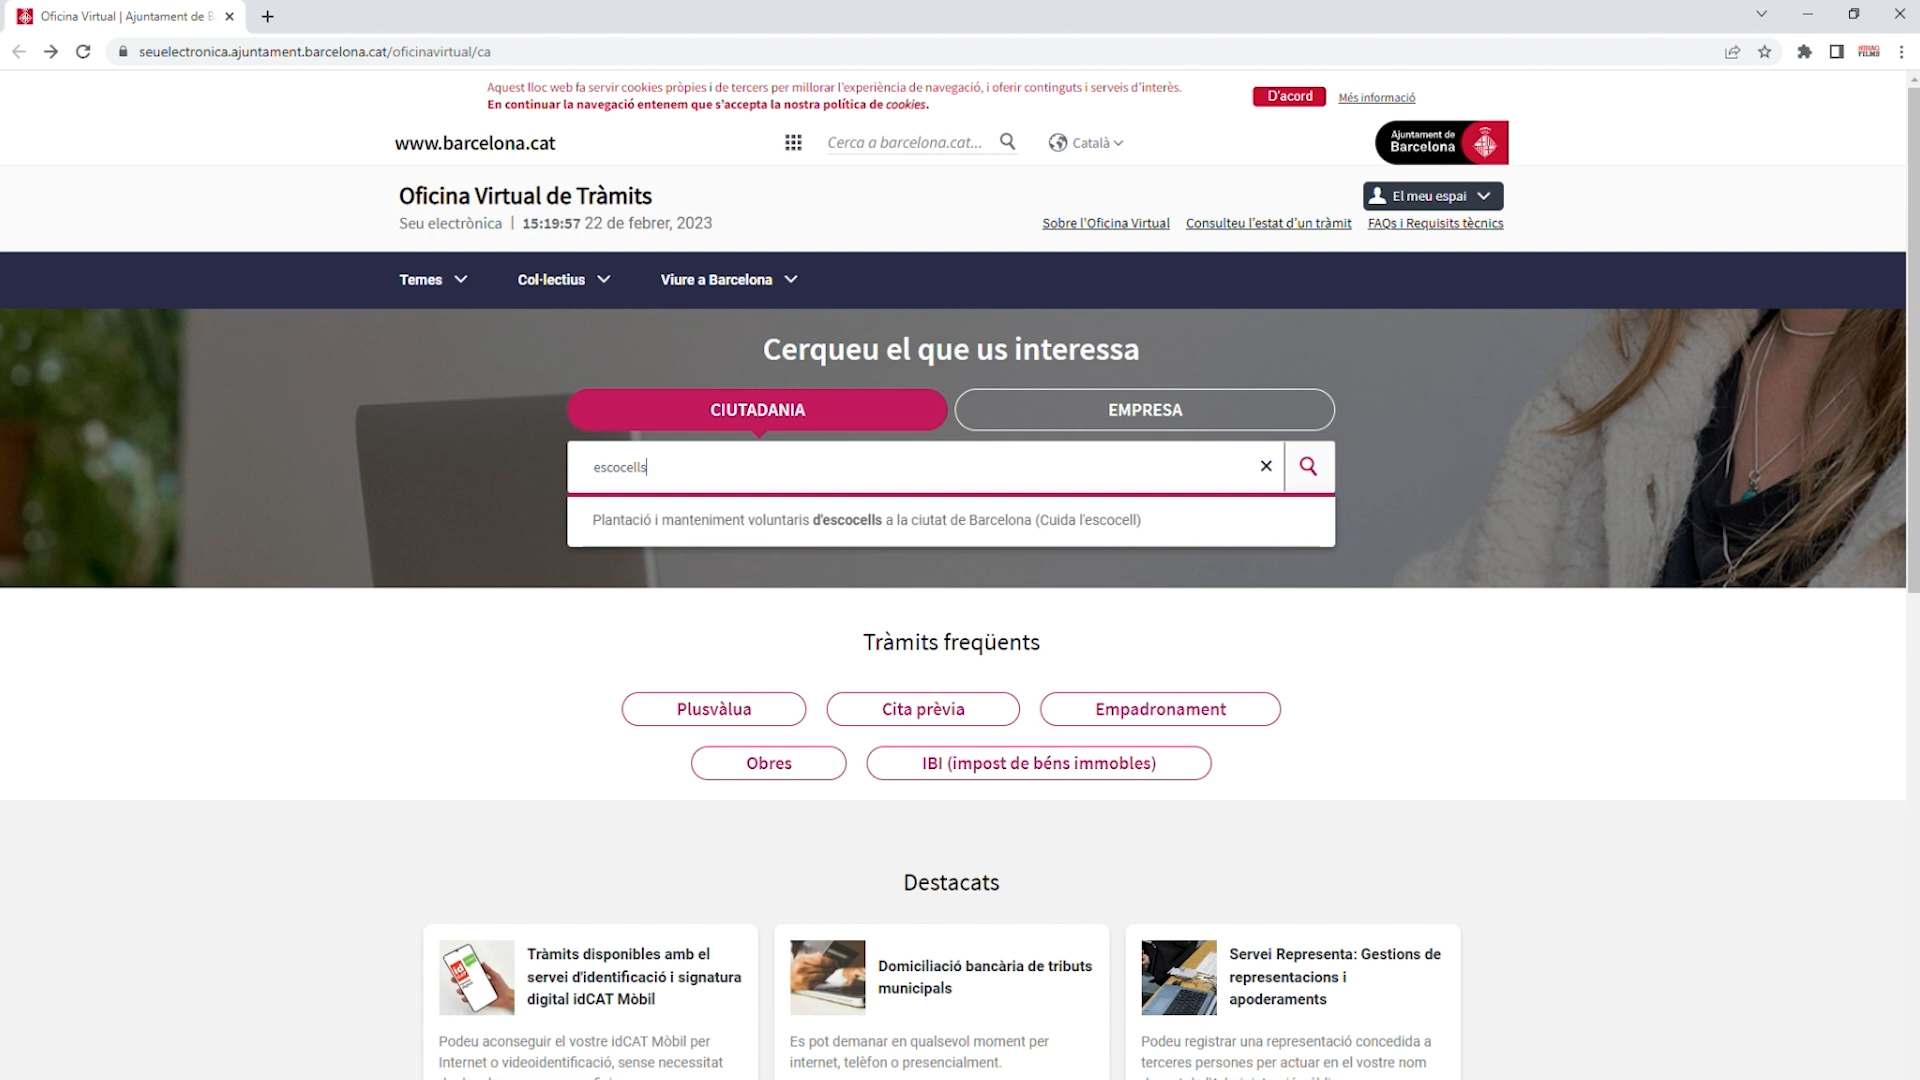 Oficina Virtual | Ajuntament de B
seuelectronica.ajuntament.barcelona.cat/oficinavirtual/ca
Aquest lloc web fa servir cookies pròpies i de tercers per millorar l'experiència de navegació, i oferir continguts i serveis d'interès.
En continuar la navegació entenem que s'accepta la nostra política de cookies.
D'acord
Més informació
www.barcelona.cat
Cerca a barcelona.cat...
Català
Ajuntament de
Barcelona
Oficina Virtual de Tràmits
El meu espai
Seu electrònica | 15:19:57 22 de febrer, 2023
Sobre l'Oficina Virtual
Consulteu l'estat d'un tràmit
FAQs i Requisits tècnics
Temes
Col·lectius
Viure a Barcelona
Cerqueu el que us interessa
CIUTADANIA
EMPRESA
escocells
Plantació i manteniment voluntaris d'escocells a la ciutat de Barcelona (Cuida l'escocell)
Tràmits freqüents
Plusvàlua
Cita prèvia
Empadronament
Obres
IBI (impost de béns immobles)
Destacats
Tràmits disponibles amb el
servei d'identificació i signatura
digital idCAT Mòbil
Podeu aconseguir el vostre idCAT Mòbil per
Internet o videoidentificació, sense necessitat
Domiciliació bancària de tributs
municipals
Es pot demanar en qualsevol moment per
internet, telèfon o presencialment.
Servei Representa: Gestions de
representacions i
apoderaments
Podeu registrar una representació concedida a
terceres persones per actuar en el vostre nom